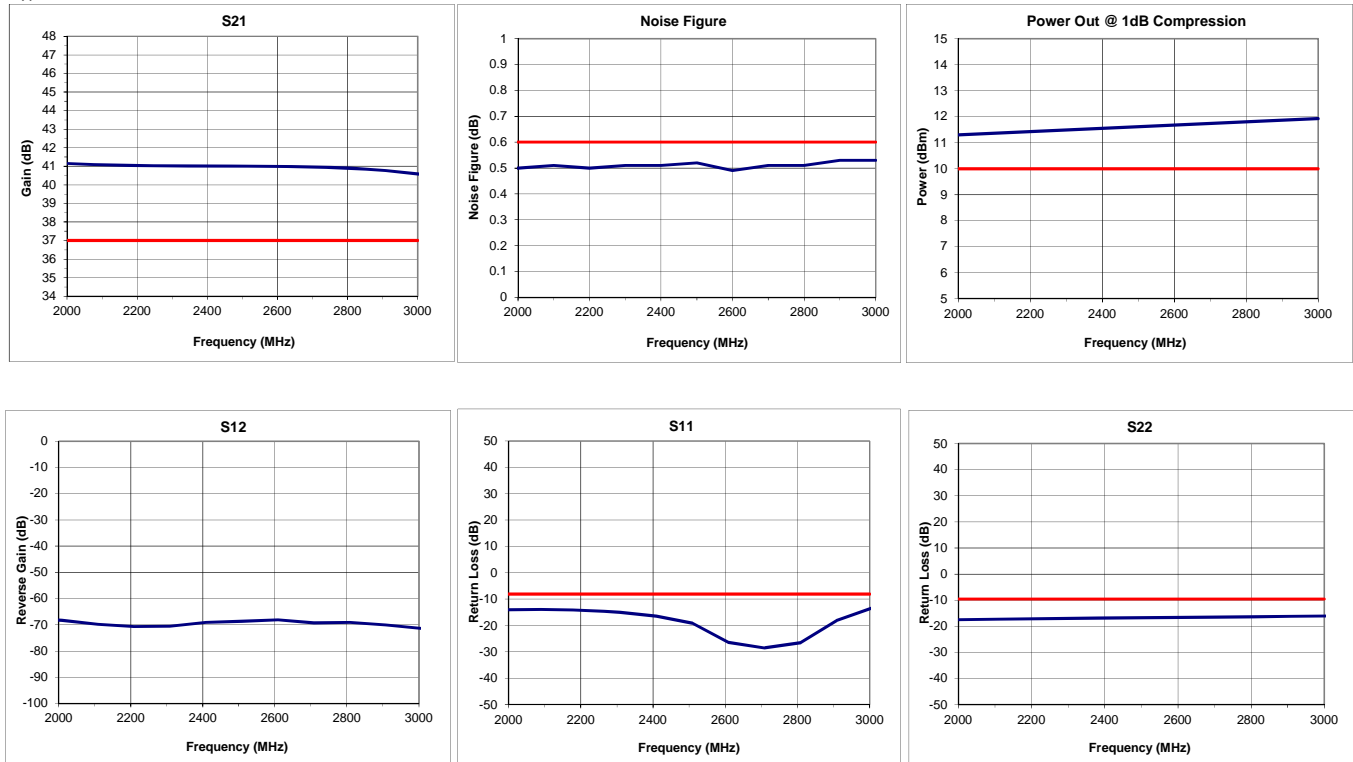 S21
Gain (dB)
48
47
46
45
44
43
42
41
40
39
38
37
36
35
34
2000 2200 2400 2600 2800 3000
Frequency (MHz)
Noise Figure
Noise Figure (dB)
1
0.9
0.8
0.7
0.6
0.5
0.4
0.3
0.2
0.1
0
2000 2200 2400 2600 2800 3000
Frequency (MHz)
Power Out @ 1dB Compression
Power (dBm)
15
14
13
12
11
10
9
8
7
6
5
2000 2200 2400 2600 2800 3000
Frequency (MHz)
S12
Reverse Gain (dB)
0
-10
-20
-30
-40
-50
-60
-70
-80
-90
-100
2000 2200 2400 2600 2800 3000
Frequency (MHz)
S11
Return Loss (dB)
50
40
30
20
10
0
-10
-20
-30
-40
-50
2000 2200 2400 2600 2800 3000
Frequency (MHz)
S22
Return Loss (dB)
50
40
30
20
10
0
-10
-20
-30
-40
-50
2000 2200 2400 2600 2800 3000
Frequency (MHz)